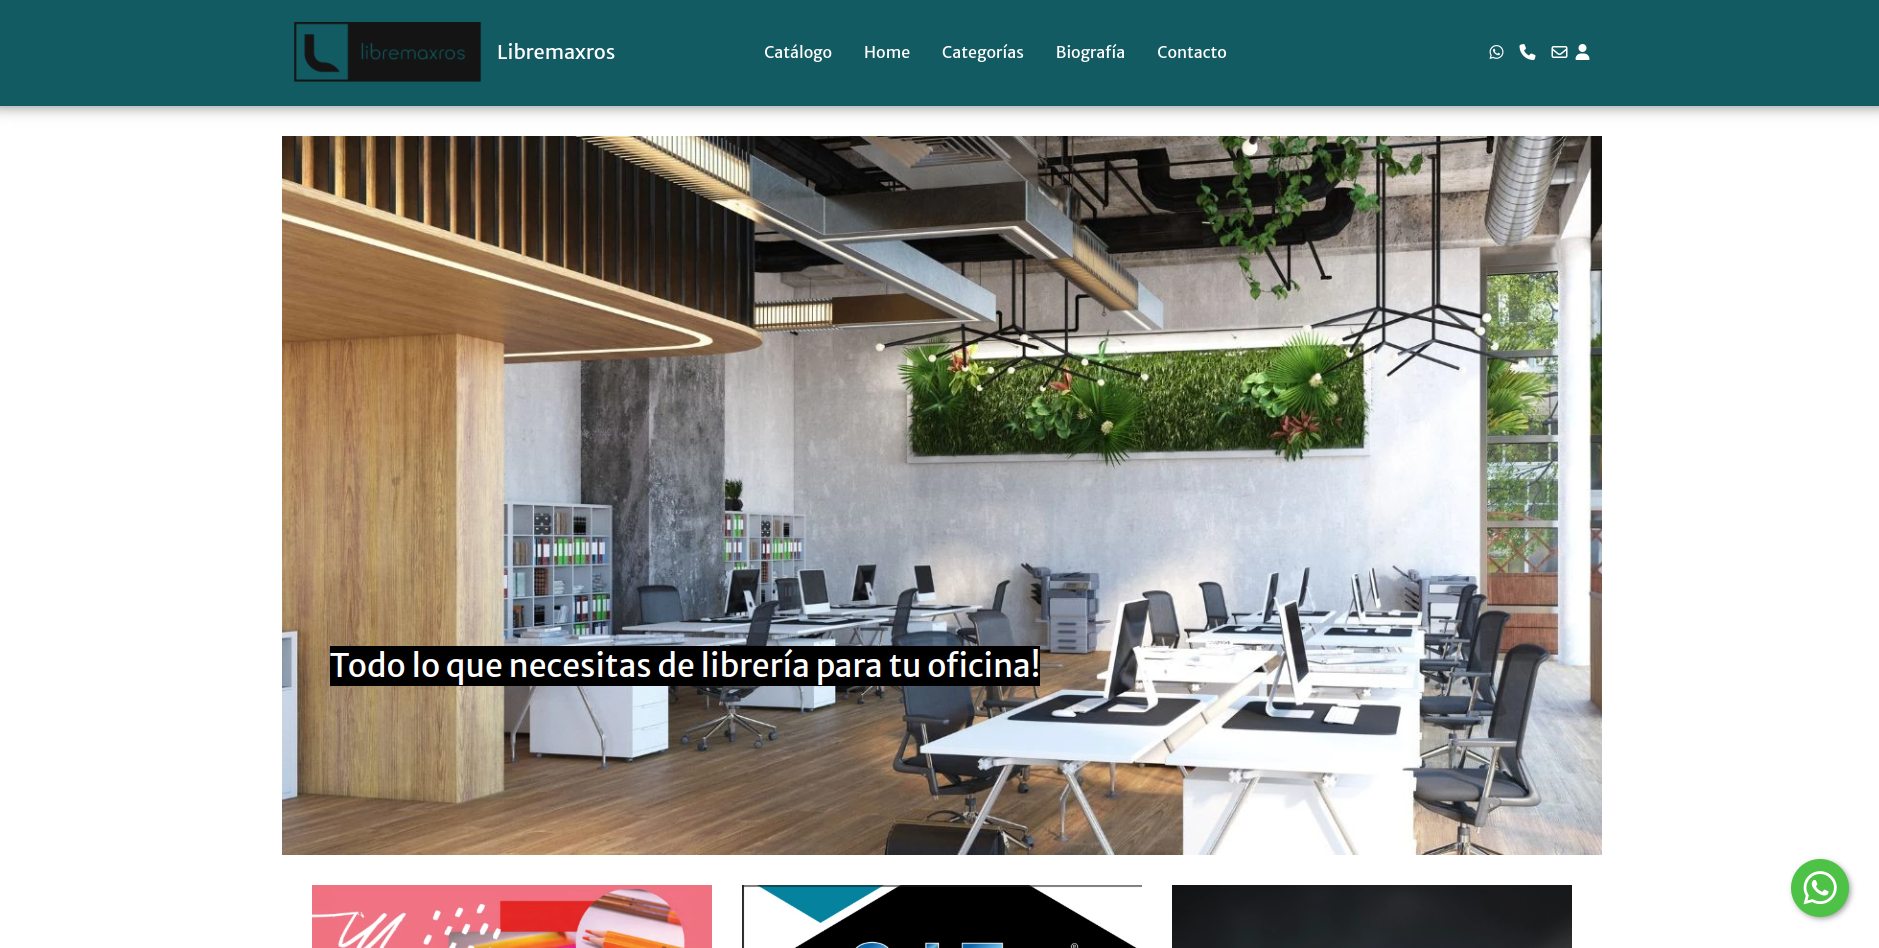 libremaxros
Libremaxros
Catálogo
Home
Categorías
Biografía
Contacto
Todo lo que necesitas de librería para tu oficina!